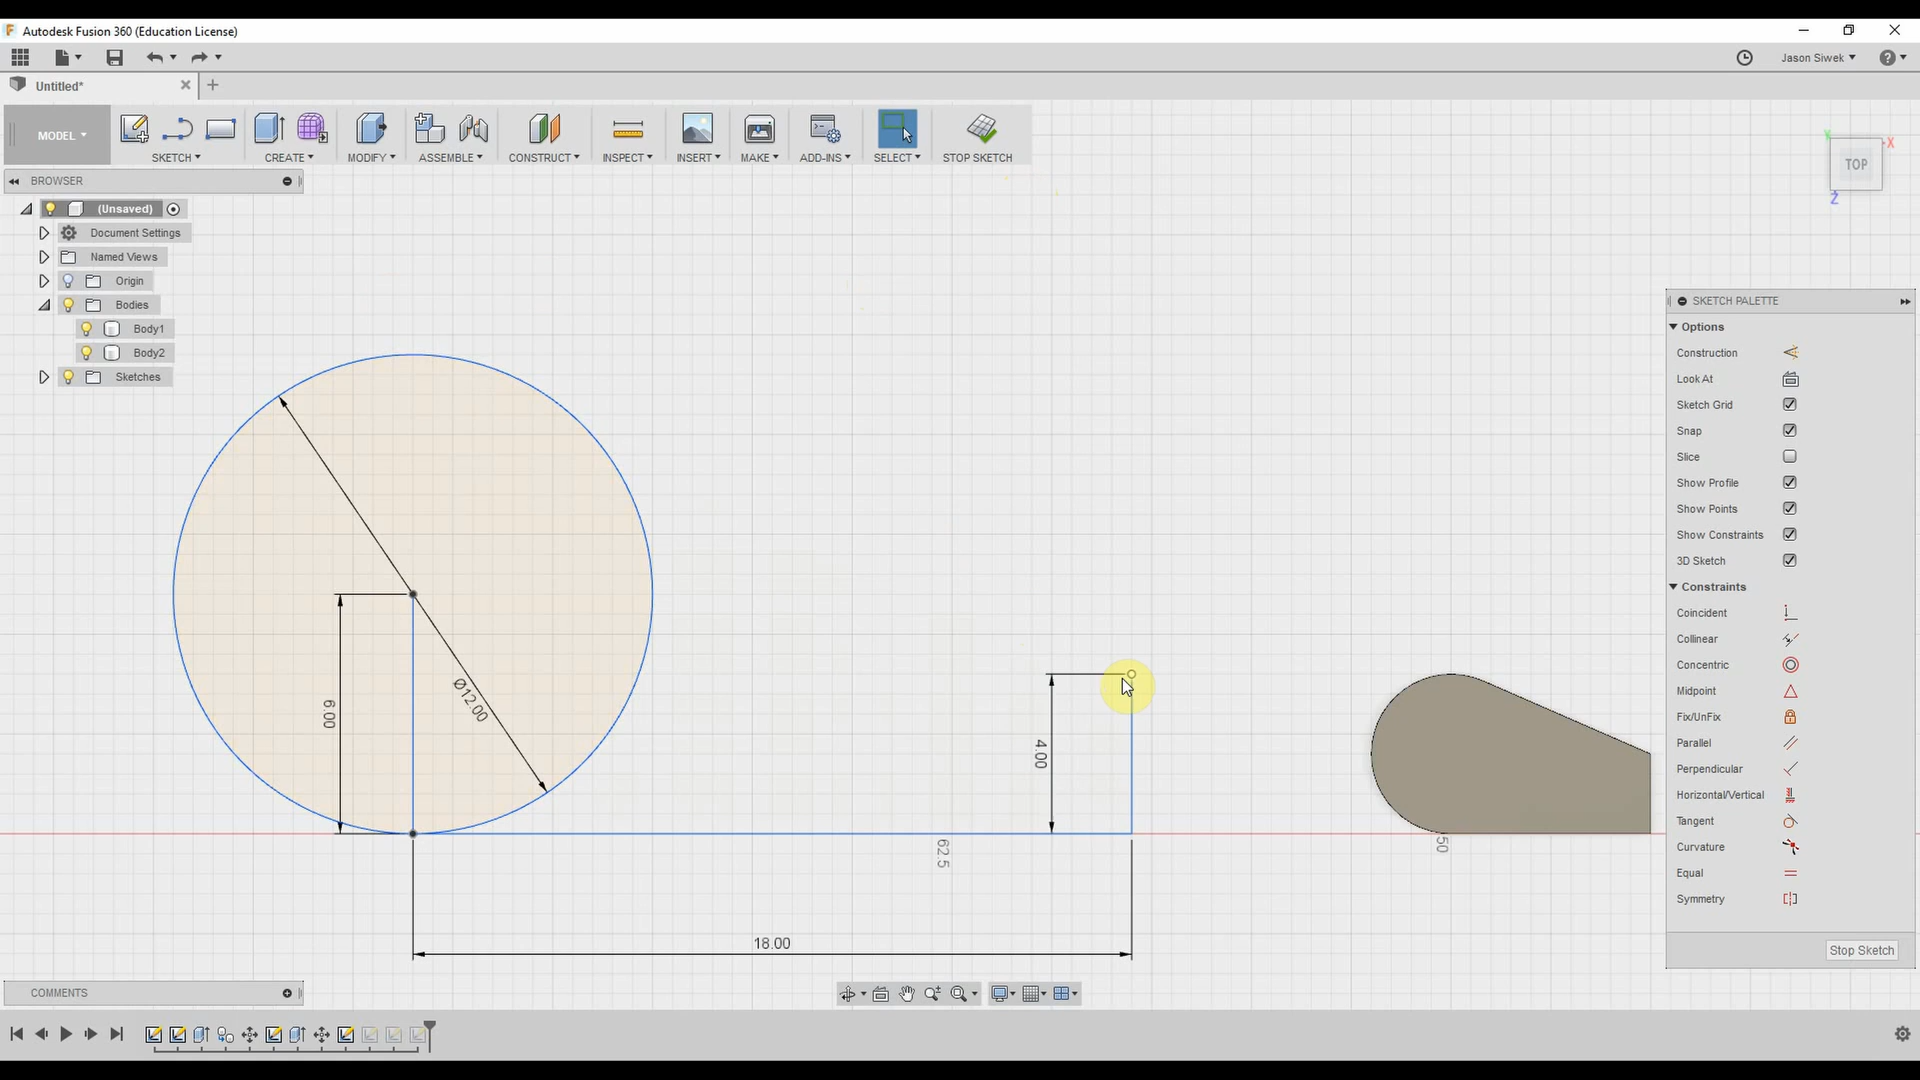 Autodesk Fusion 360 (Education License)
Jason Siwek
Untitled*
MODEL
SKETCH
CREATE
MODIFY
ASSEMBLE
CONSTRUCT
INSPECT
INSERT
MAKE
ADD-INS
SELECT
STOP SKETCH
BROWSER
(Unsaved)
Document Settings
Named Views
Origin
Bodies
Body1
Body2
Sketches
Y
X
TOP
Z
SKETCH PALETTE
Options
Construction
Look At
Sketch Grid
Snap
Slice
Show Profile
Show Points
Show Constraints
3D Sketch
Constraints
Coincident
Collinear
Concentric
Midpoint
Fix/UnFix
Parallel
Perpendicular
Horizontal/Vertical
Tangent
Curvature
Equal
Symmetry
Stop Sketch
6.00
Ø12.00
4.00
62.5
50
18.00
COMMENTS